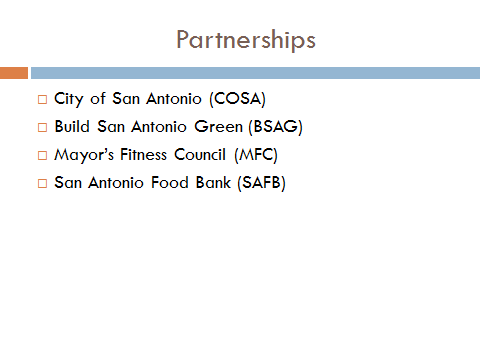 Partnerships
City of San Antonio (COSA)
Build San Antonio Green (BSAG)
Mayor's Fitness Council (MFC)
San Antonio Food Bank (SAFB)